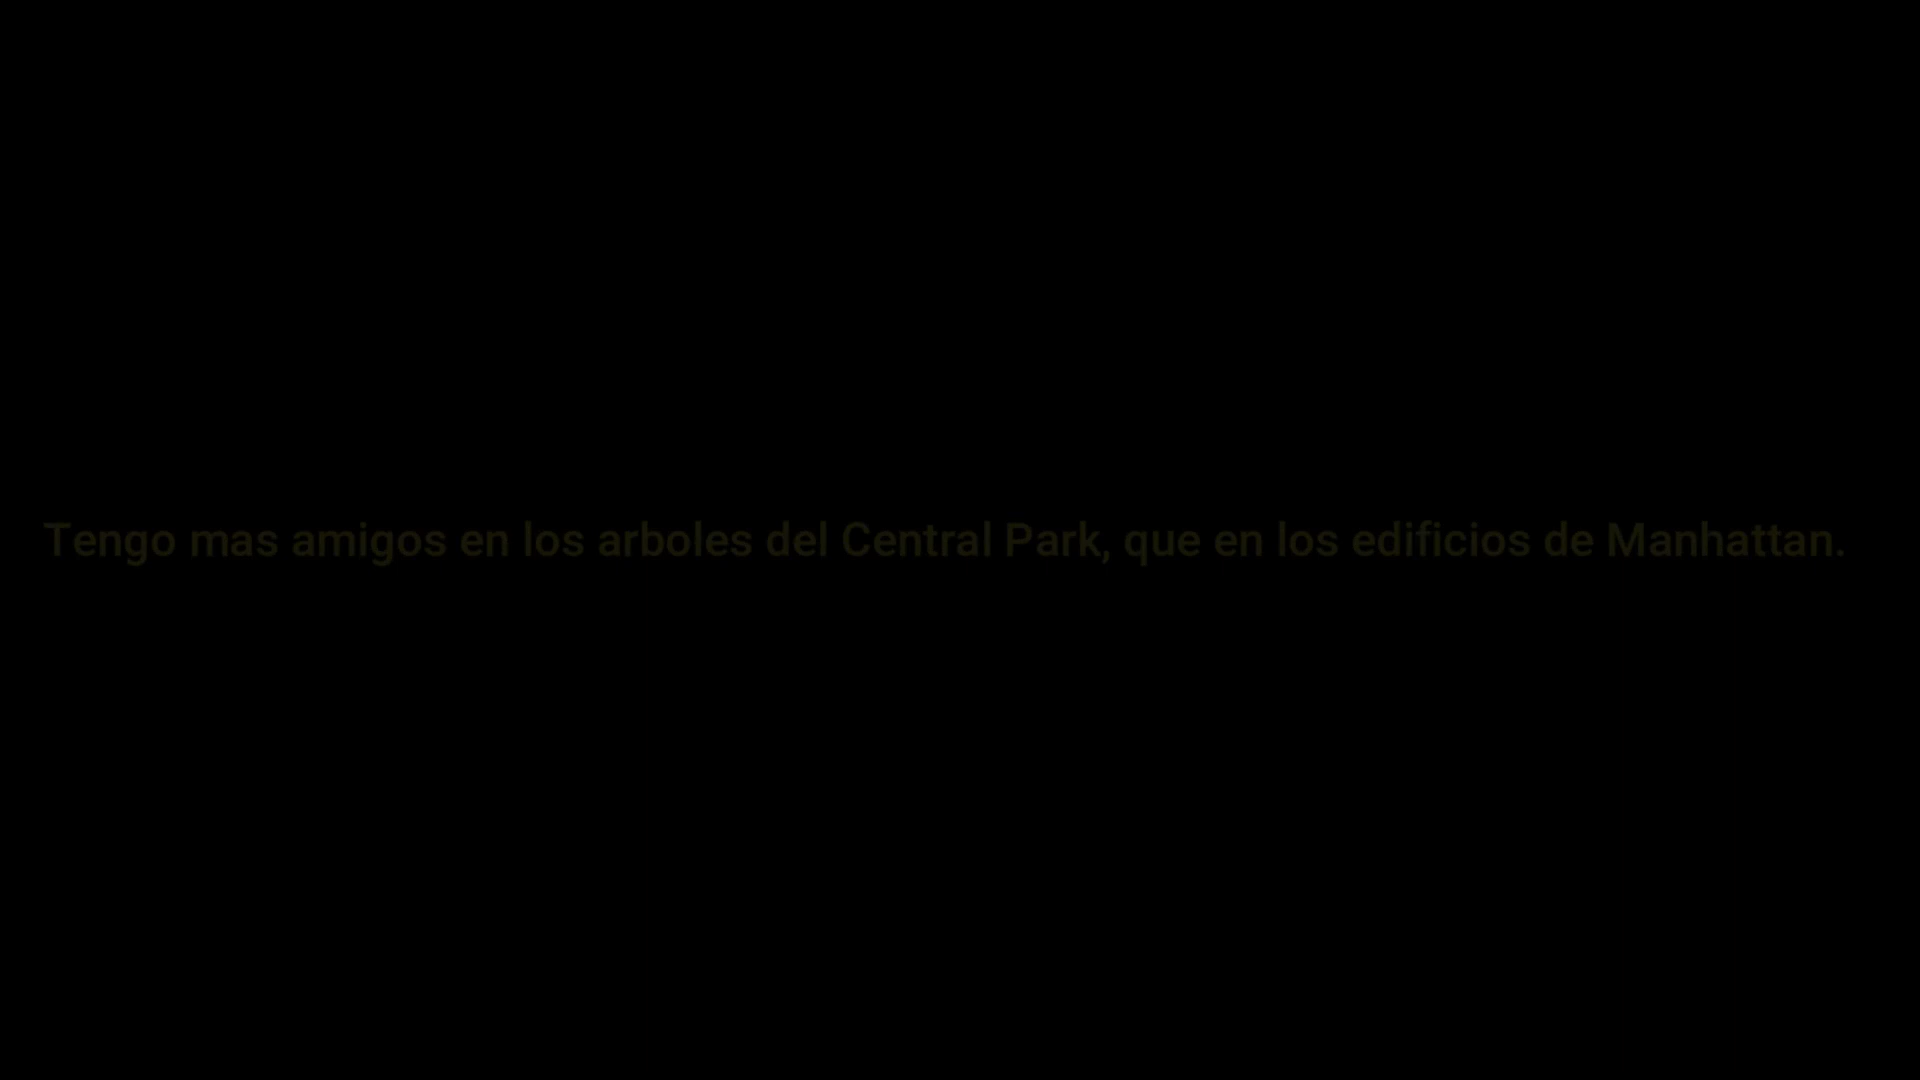 Tengo mas amigos en los arboles del Central Park, que en los edificios de Manhattan.